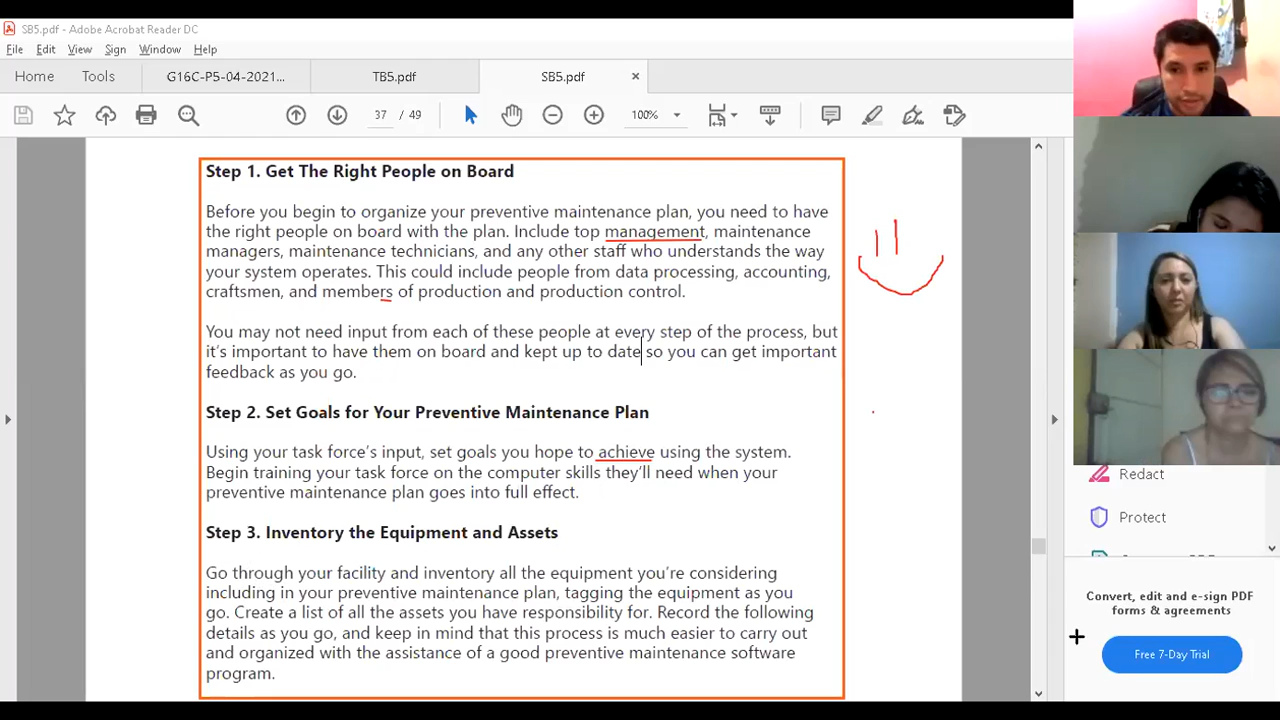 SB5.pdf - Adobe Acrobat Reader DC
File Edit View Sign Window Help
Home Tools G16C-P5-04-2021... TB5.pdf SB5.pdf ×
37 / 49 100%
Step 1. Get The Right People on Board
Before you begin to organize your preventive maintenance plan, you need to have
the right people on board with the plan. Include top management, maintenance
managers, maintenance technicians, and any other staff who understands the way
your system operates. This could include people from data processing, accounting,
craftsmen, and members of production and production control.
You may not need input from each of these people at every step of the process, but
it's important to have them on board and kept up to date so you can get important
feedback as you go.
Step 2. Set Goals for Your Preventive Maintenance Plan
Using your task force's input, set goals you hope to achieve using the system.
Begin training your task force on the computer skills they'll need when your
preventive maintenance plan goes into full effect.
Step 3. Inventory the Equipment and Assets
Go through your facility and inventory all the equipment you're considering
including in your preventive maintenance plan, tagging the equipment as you
go. Create a list of all the assets you have responsibility for. Record the following
details as you go, and keep in mind that this process is much easier to carry out
and organized with the assistance of a good preventive maintenance software
program.
Redact
Protect
Convert, edit and e-sign PDF
forms & agreements
Free 7-Day Trial